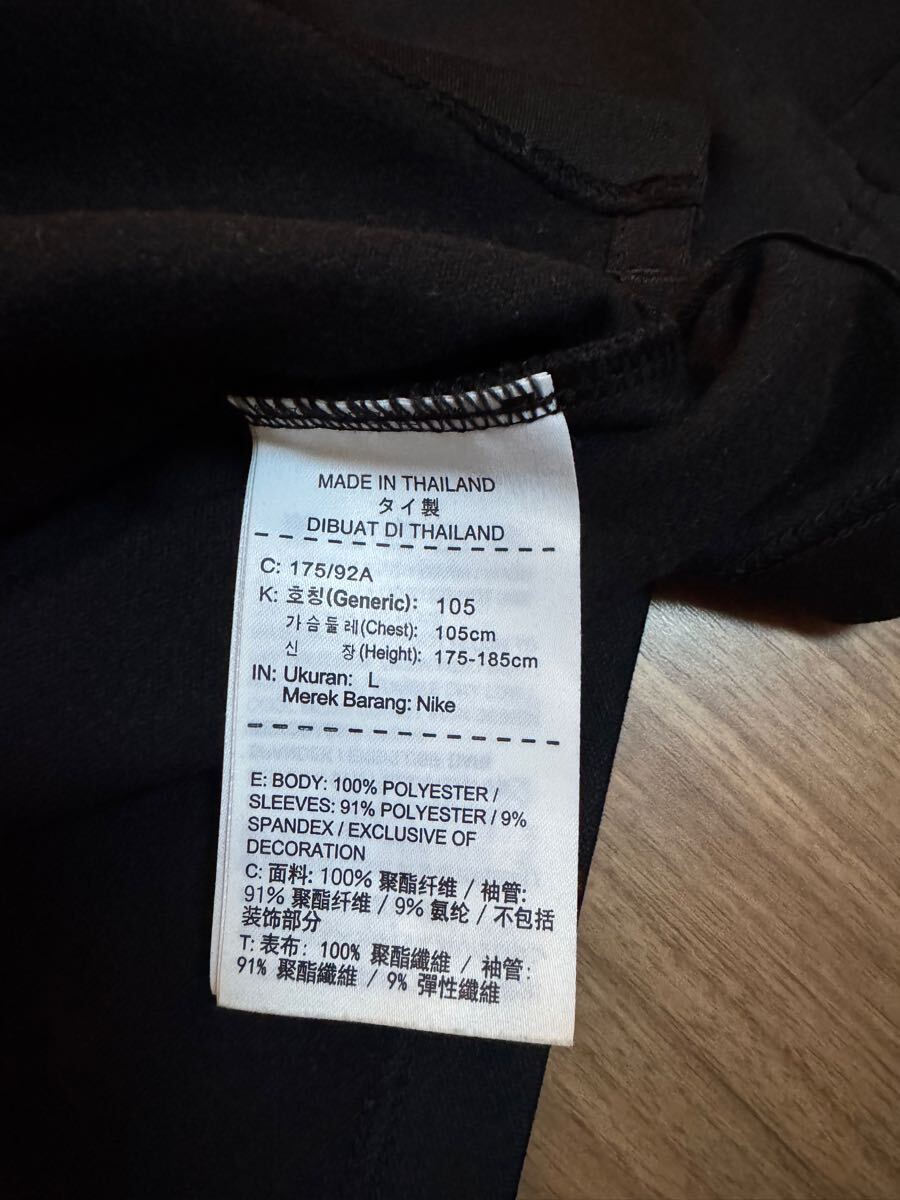 MADE IN THAILAND
タイ製
DIBUAT DI THAILAND
C: 175/92A
K: 호칭(Generic): 105
가슴둘레(Chest): 105cm
신 장(Height): 175-185cm
IN: Ukuran: L
Merek Barang: Nike
E: BODY: 100% POLYESTER /
SLEEVES: 91% POLYESTER / 9%
SPANDEX / EXCLUSIVE OF
DECORATION
C: 面料: 100% 聚酯纤维 / 袖管:
91% 聚酯纤维 / 9% 氨纶 / 不包括
装饰部分
T: 表布: 100% 聚酯纖維 / 袖管:
91% 聚酯纖維 / 9% 彈性纖維